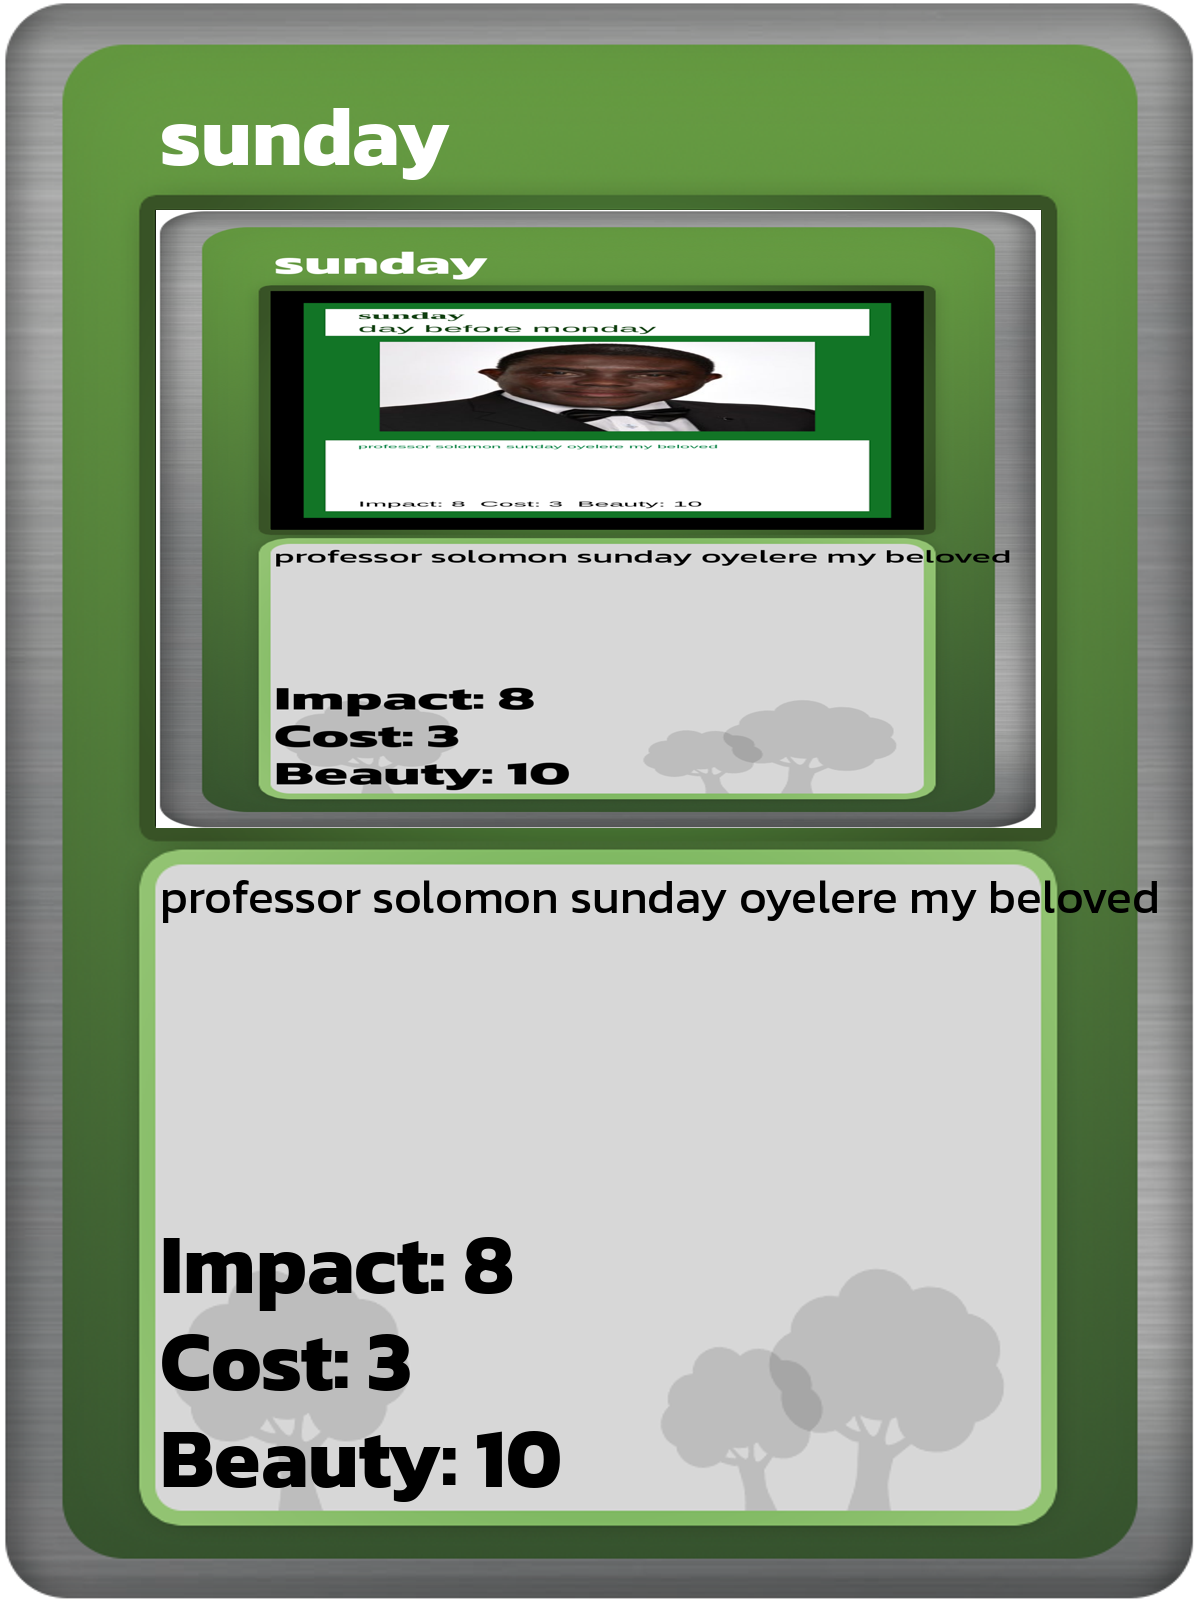 sunday
sunday
sunday
day before monday
professor solomon sunday oyelere my beloved
Impact: 8 Cost: 3 Beauty: 10
professor solomon sunday oyelere my beloved
Impact: 8
Cost: 3
Beauty: 10
professor solomon sunday oyelere my beloved
Impact: 8
Cost: 3
Beauty: 10